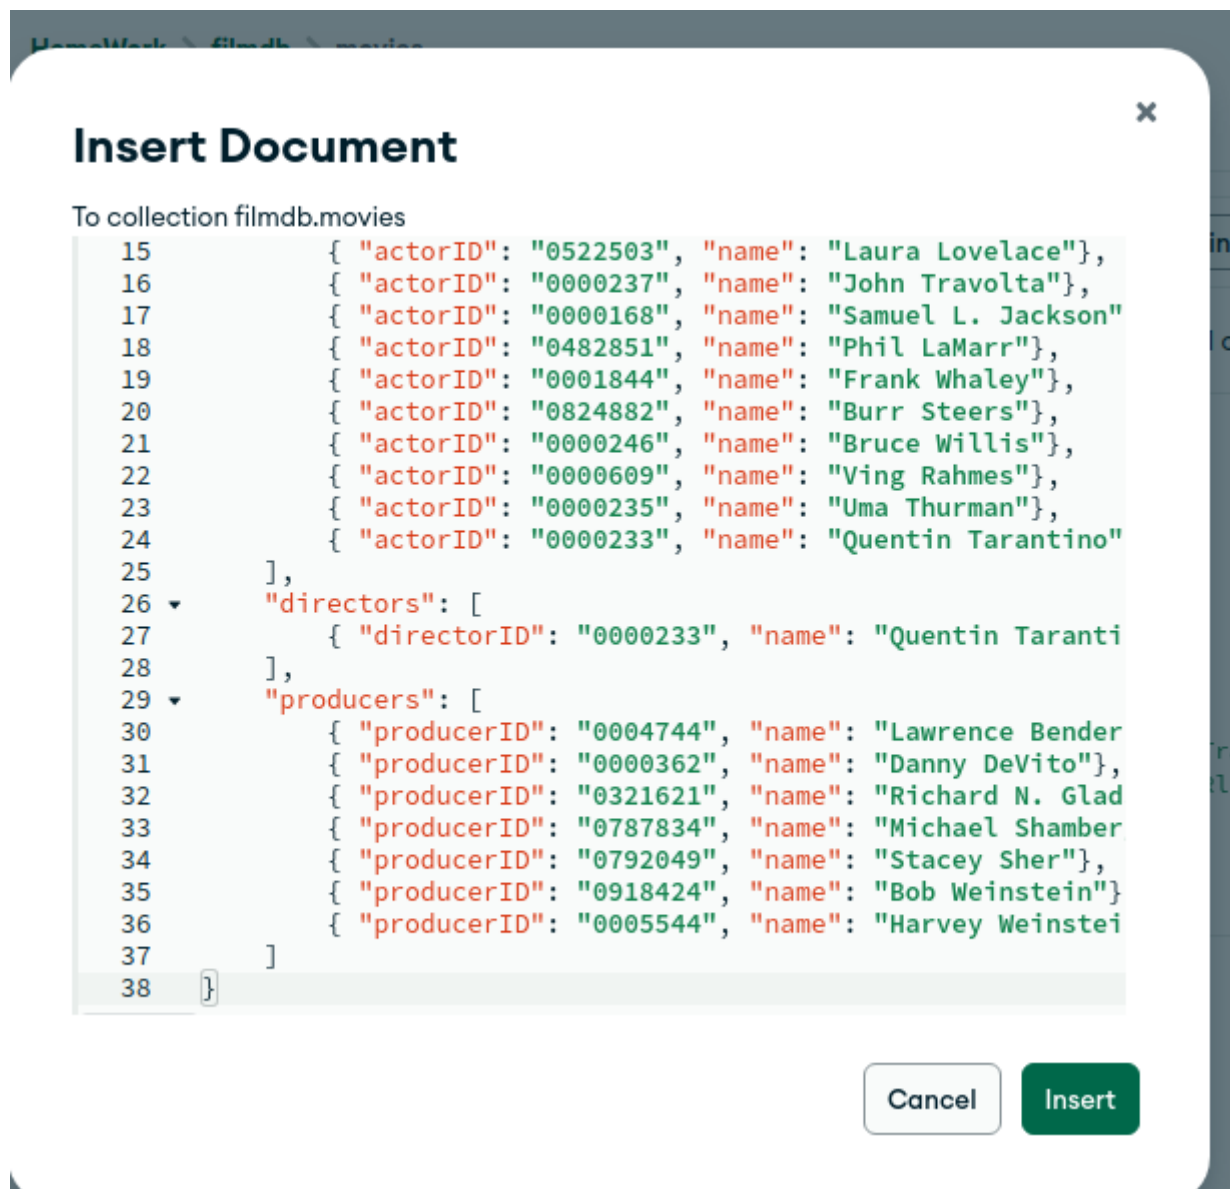 HomeWork > filmdb > movies
Insert Document
To collection filmdb.movies
15 { "actorID": "0522503", "name": "Laura Lovelace"},
16 { "actorID": "0000237", "name": "John Travolta"},
17 { "actorID": "0000168", "name": "Samuel L. Jackson"
18 { "actorID": "0482851", "name": "Phil LaMarr"},
19 { "actorID": "0001844", "name": "Frank Whaley"},
20 { "actorID": "0824882", "name": "Burr Steers"},
21 { "actorID": "0000246", "name": "Bruce Willis"},
22 { "actorID": "0000609", "name": "Ving Rahmes"},
23 { "actorID": "0000235", "name": "Uma Thurman"},
24 { "actorID": "0000233", "name": "Quentin Tarantino"
25 ],
26 "directors": [
27 { "directorID": "0000233", "name": "Quentin Taranti
28 ],
29 "producers": [
30 { "producerID": "0004744", "name": "Lawrence Bender
31 { "producerID": "0000362", "name": "Danny DeVito"},
32 { "producerID": "0321621", "name": "Richard N. Glad
33 { "producerID": "0787834", "name": "Michael Shamber
34 { "producerID": "0792049", "name": "Stacey Sher"},
35 { "producerID": "0918424", "name": "Bob Weinstein"}
36 { "producerID": "0005544", "name": "Harvey Weinstei
37 ]
38 }
Cancel
Insert